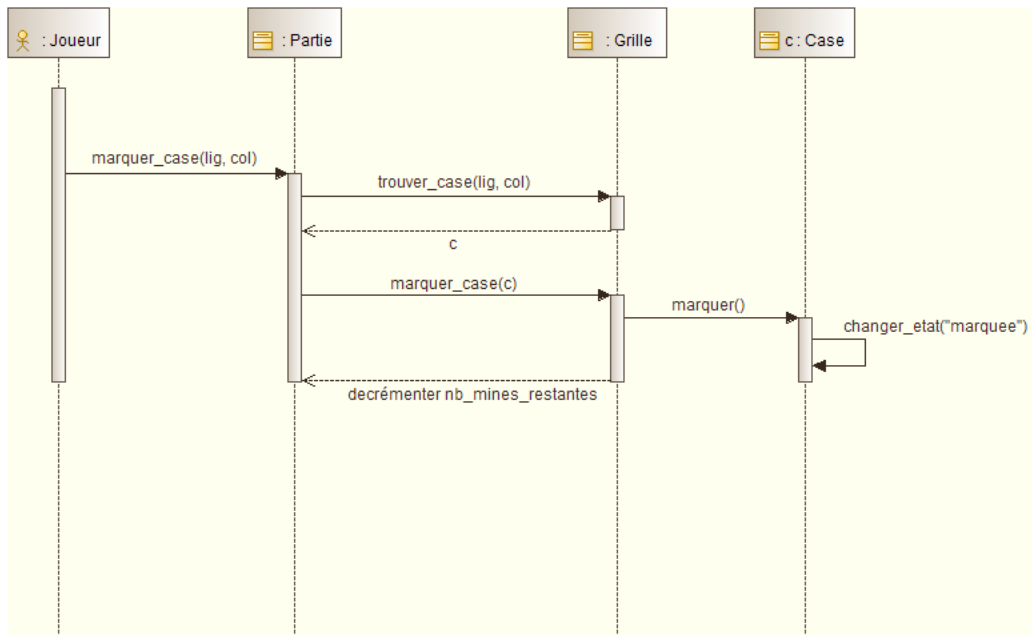 : Joueur
: Partie
: Grille
c : Case
marquer_case(lig, col)
trouver_case(lig, col)
c
marquer_case(c)
marquer()
changer_etat("marquee")
decrémenter nb_mines_restantes